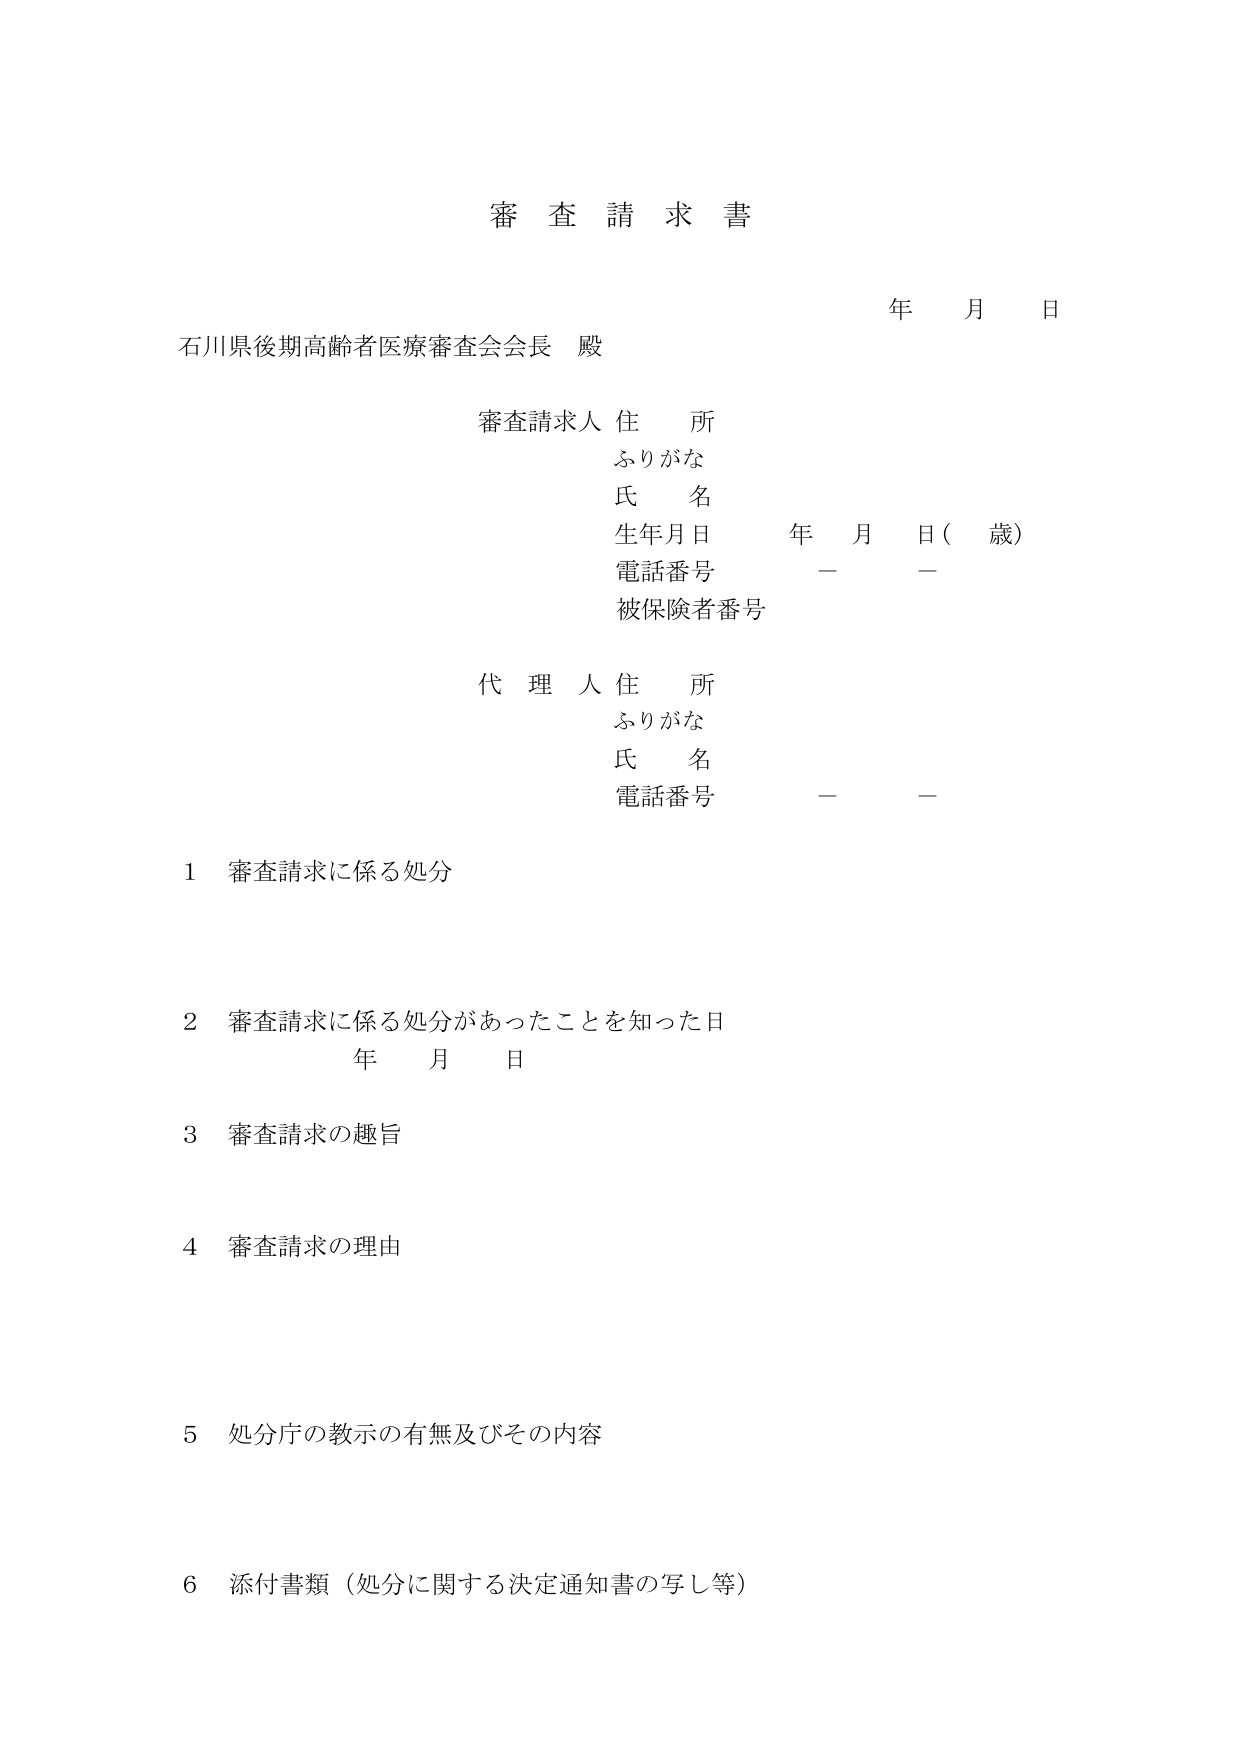 審　査　請　求　書
年　　月　　日
石川県後期高齢者医療審査会会長　殿
審査請求人 住　　所
ふりがな
氏　　名
生年月日　　　年　月　日（　歳）
電話番号　　　　－　　　－
被保険者番号
代　理　人 住　　所
ふりがな
氏　　名
電話番号　　　　－　　　－
１　審査請求に係る処分
２　審査請求に係る処分があったことを知った日
年　　月　　日
３　審査請求の趣旨
４　審査請求の理由
５　処分庁の教示の有無及びその内容
６　添付書類（処分に関する決定通知書の写し等）